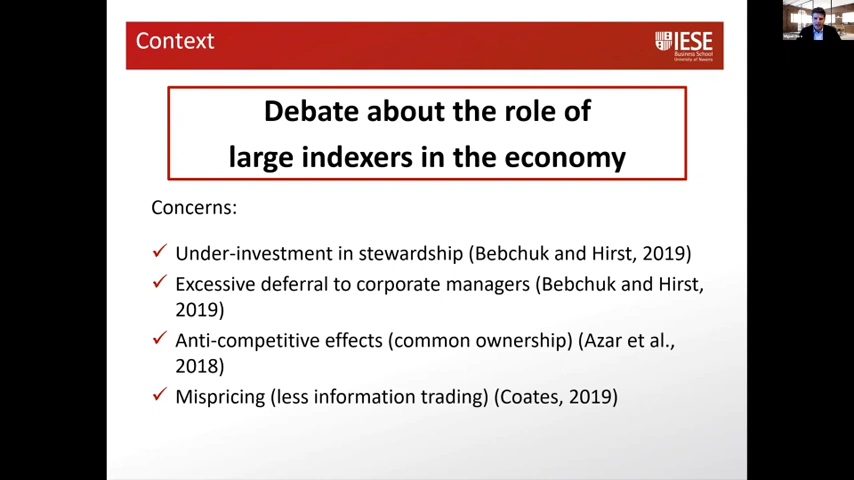 Context
IESE
Business School
University of Navarra
Debate about the role of
large indexers in the economy
Concerns:
✓ Under-investment in stewardship (Bebchuk and Hirst, 2019)
✓ Excessive deferral to corporate managers (Bebchuk and Hirst,
2019)
✓ Anti-competitive effects (common ownership) (Azar et al.,
2018)
✓ Mispricing (less information trading) (Coates, 2019)